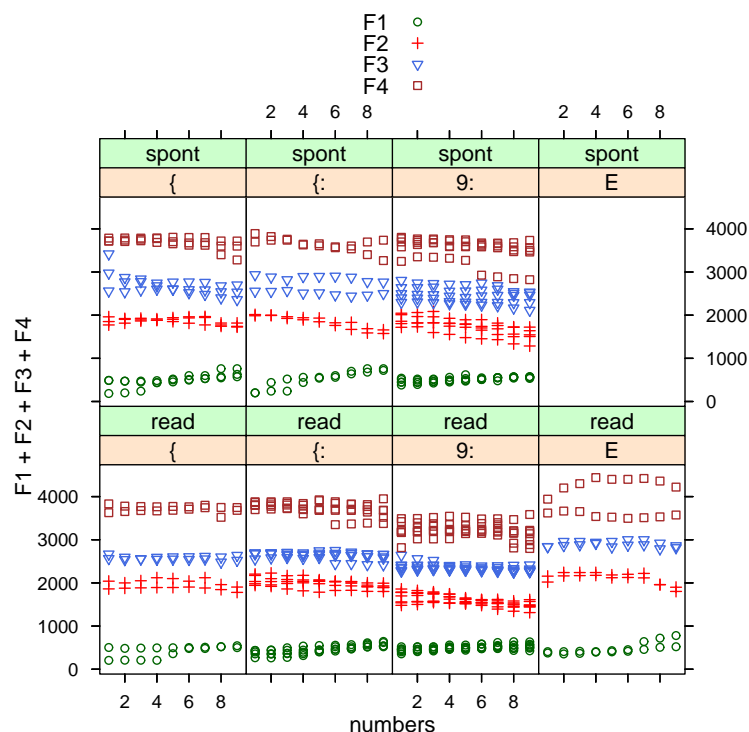 F1
F2
F3
F4
2 4 6 8 2 4 6 8
spont spont spont spont
{ {: 9: E
4000
3000
2000
1000
0
read read read read
{ {: 9: E
4000
3000
2000
1000
0
2 4 6 8 2 4 6 8
numbers
F1 + F2 + F3 + F4